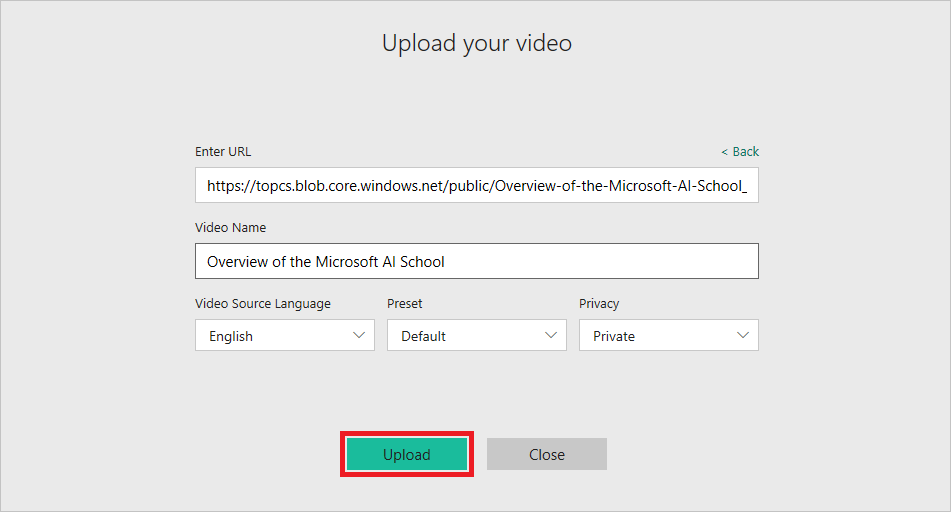 Upload your video
Enter URL
< Back
https://topcs.blob.core.windows.net/public/Overview-of-the-Microsoft-AI-School_
Video Name
Overview of the Microsoft AI School
Video Source Language Preset Privacy
English Default Private
Upload Close